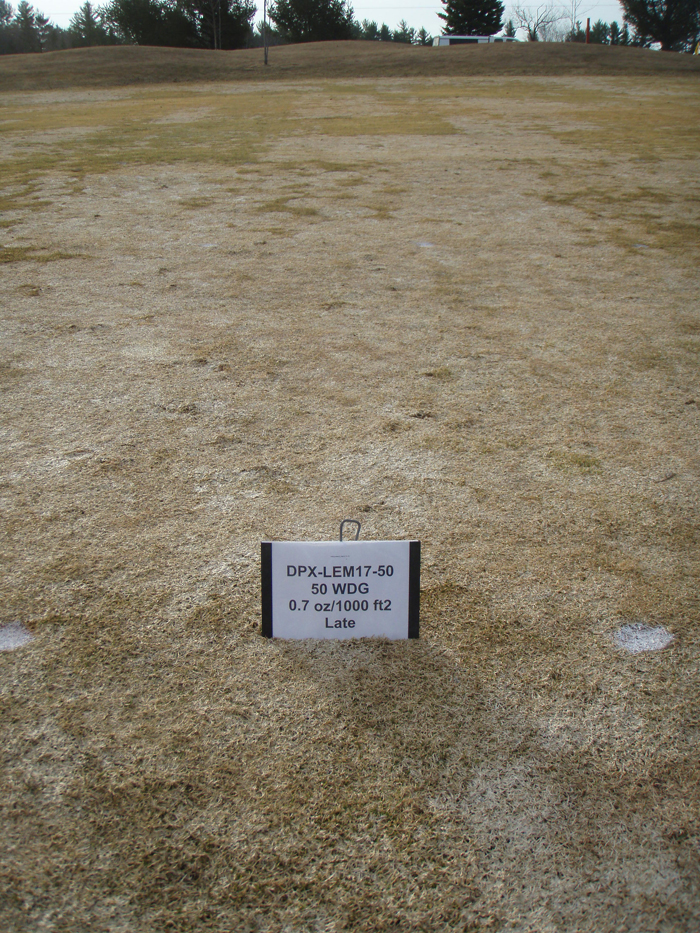 DPX-LEM17-50
50 WDG
0.7 oz/1000 ft2
Late